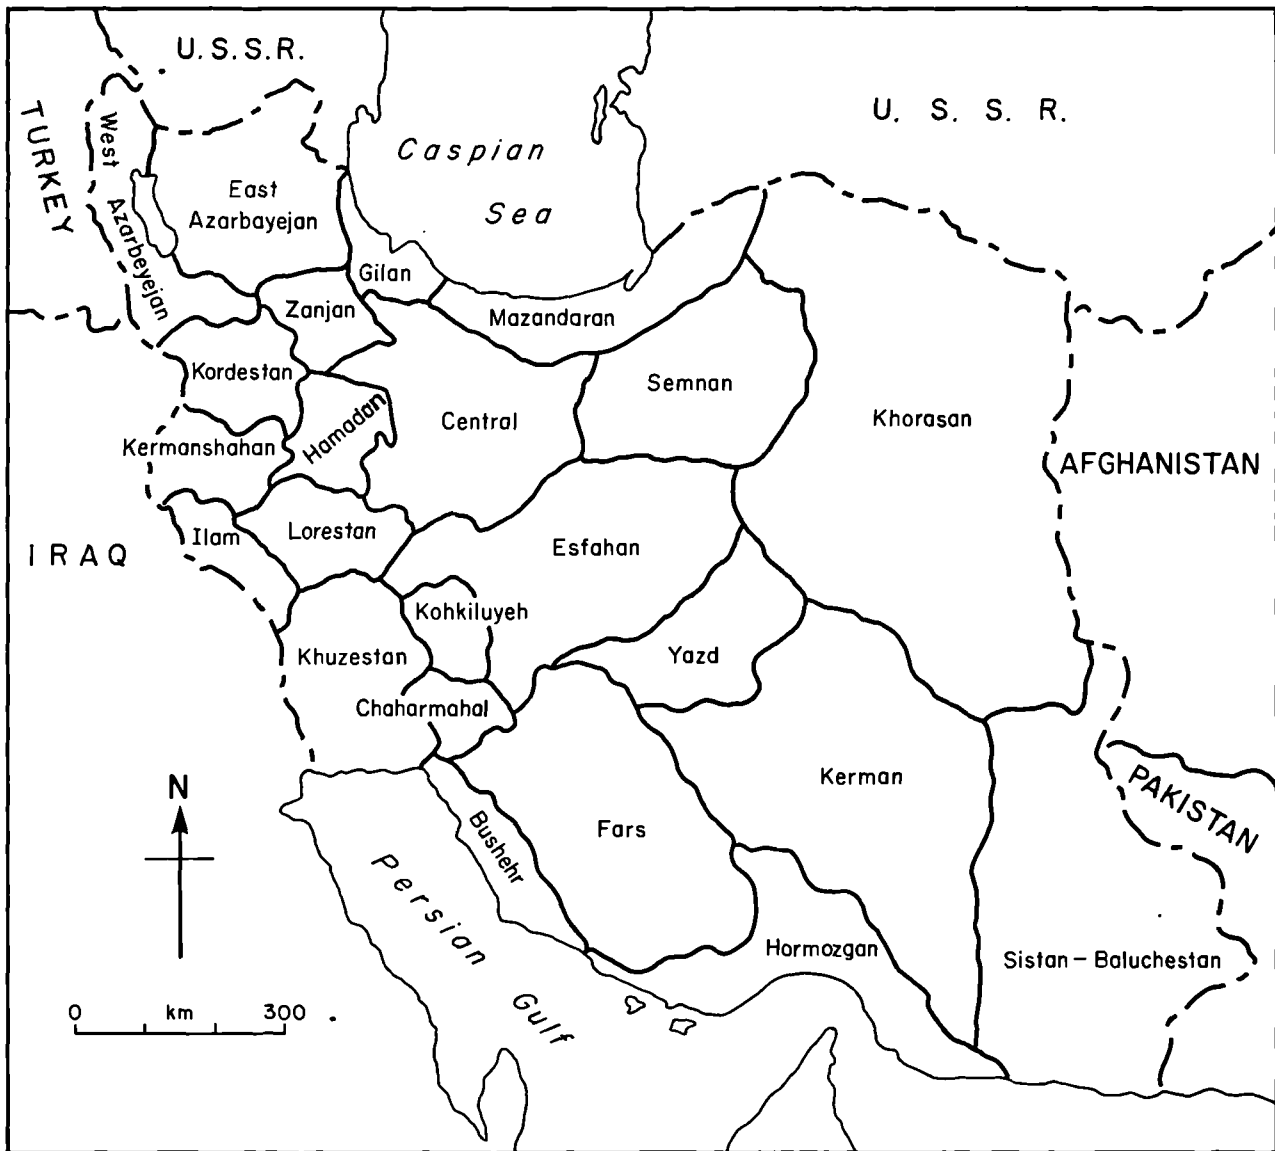 U.S.S.R.
TURKEY
U. S. S. R.
West
Azarbeyejan
Caspian
Sea
East
Azarbayejan
Gilan
Zanjan
Mazandaran
Kordestan
Semnan
Hamadan
Central
Khorasan
Kermanshahan
AFGHANISTAN
Ilam
Lorestan
IRAQ
Esfahan
Kohkiluyeh
Khuzestan
Yazd
Chaharmahal
Kerman
PAKISTAN
N
Bushehr
Fars
Persian
Gulf
Hormozgan
Sistan - Baluchestan
0 km 300